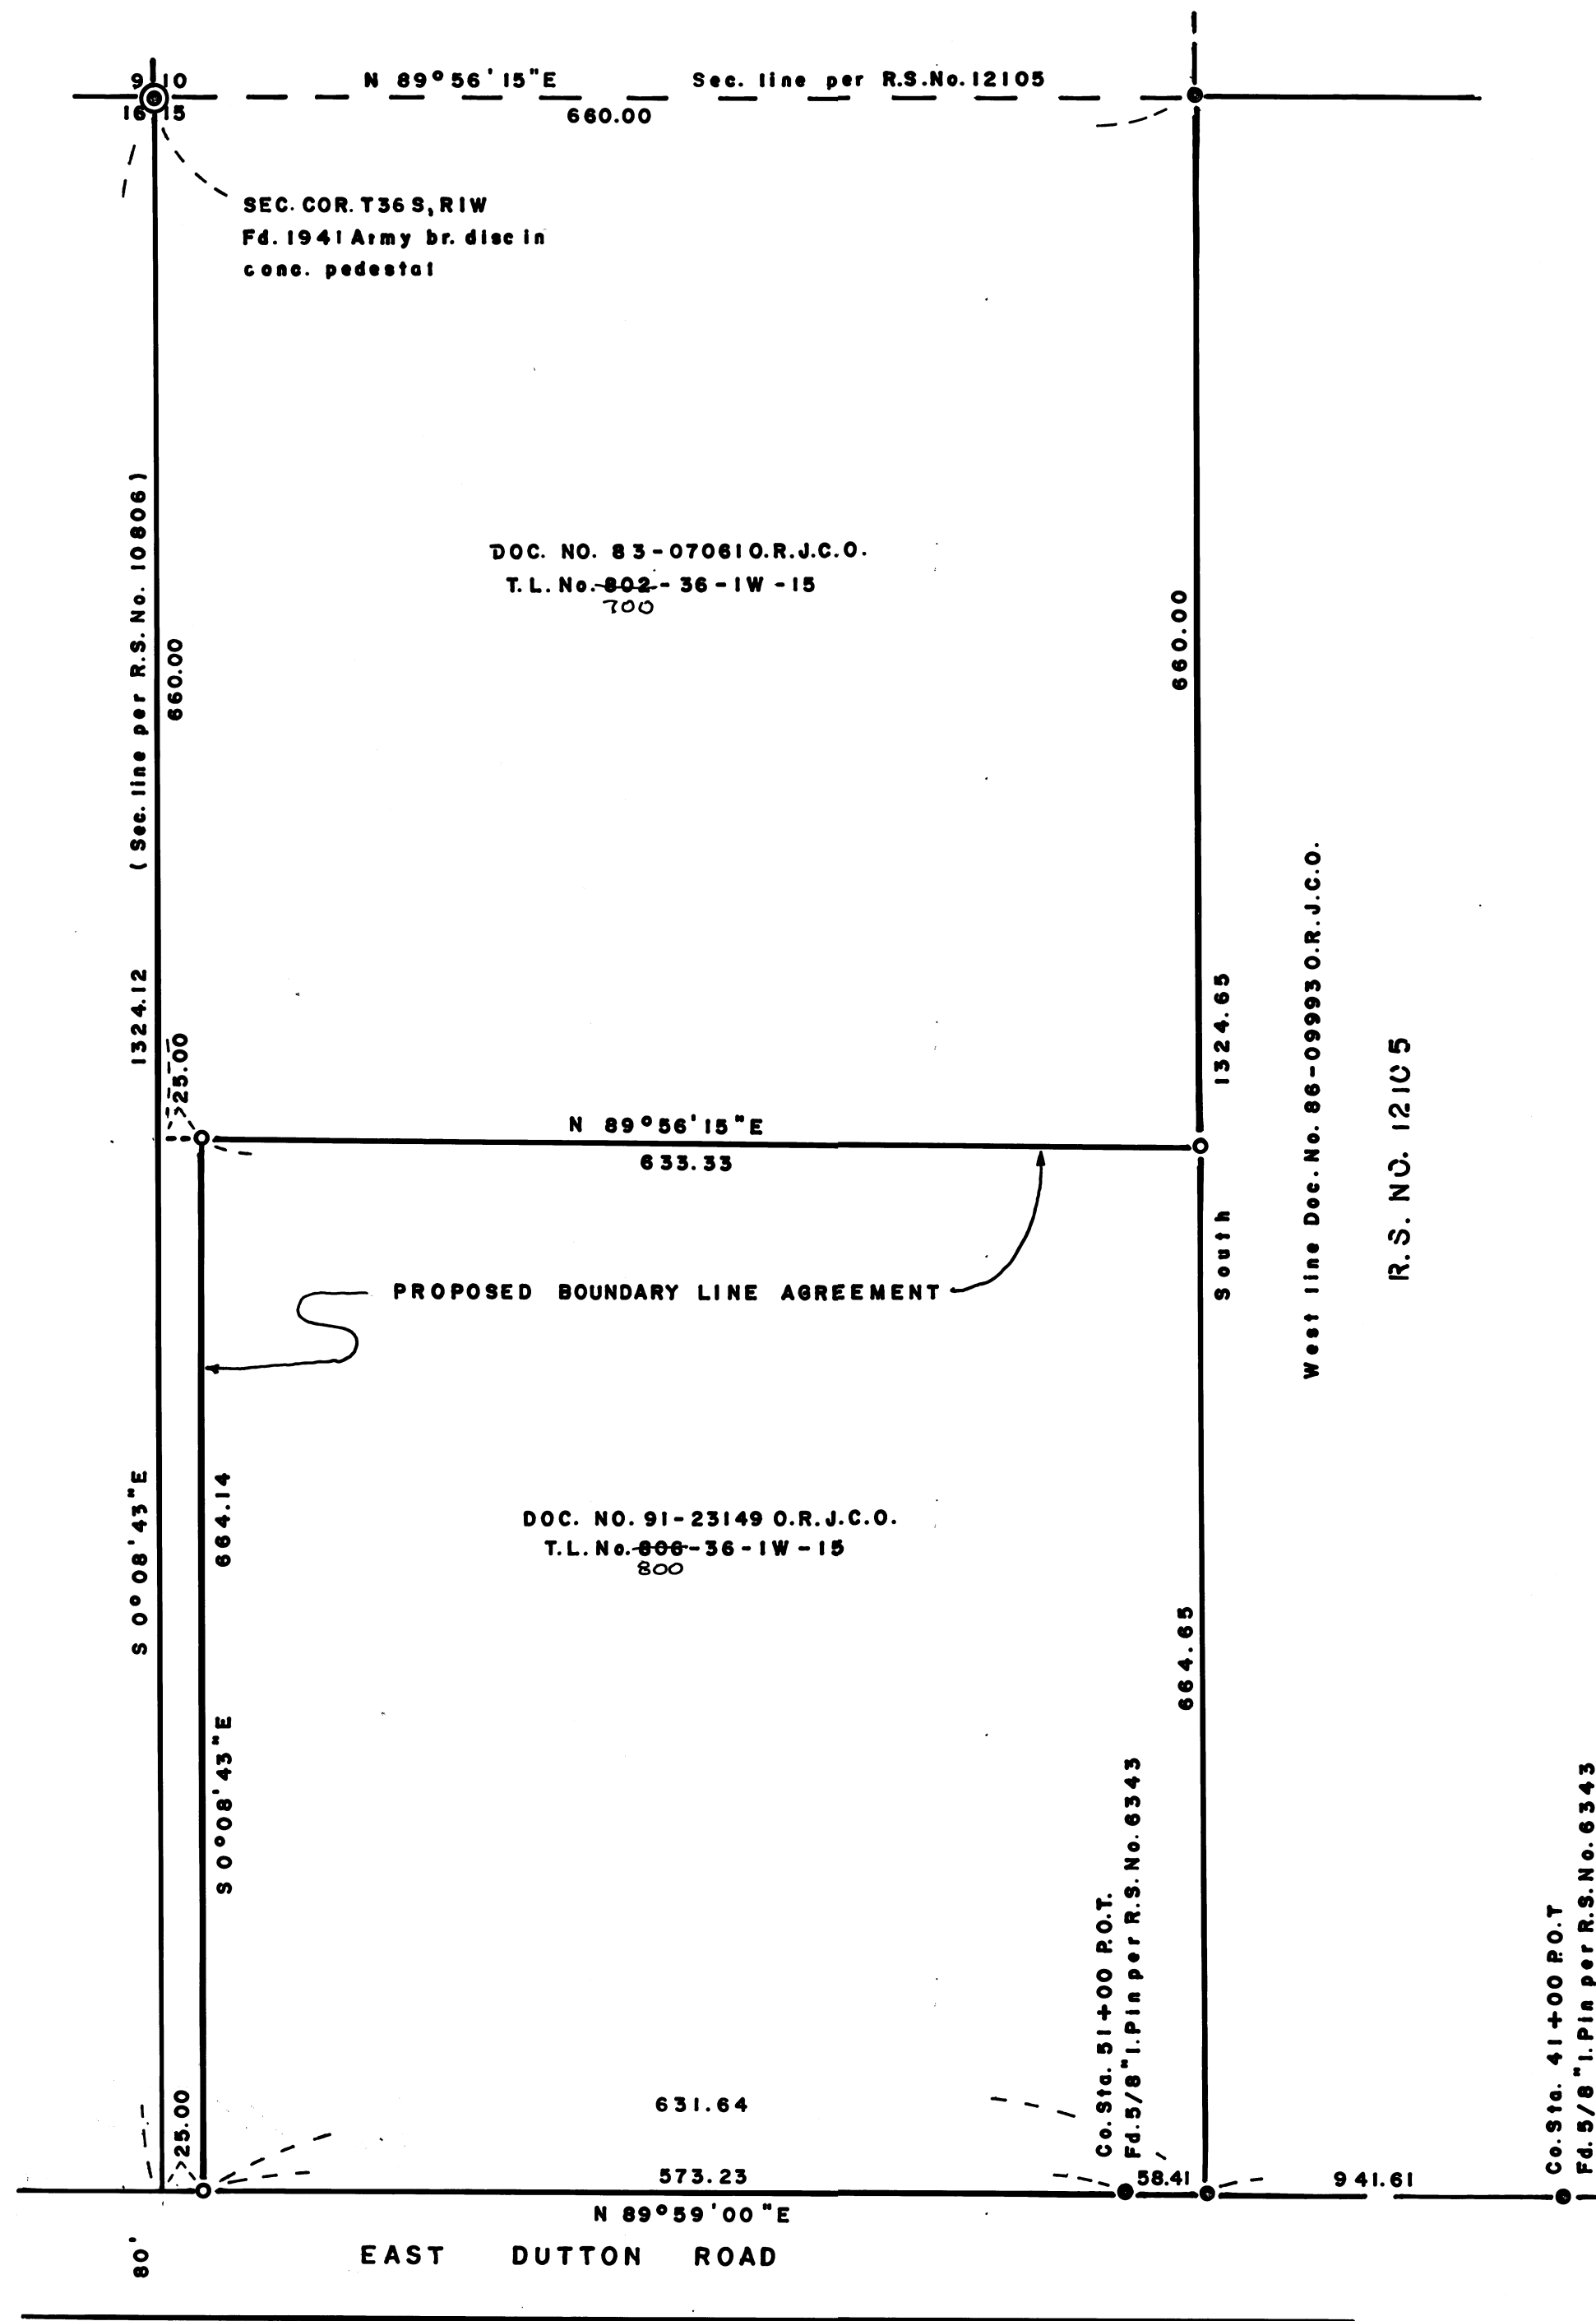 9 10
N 89°56'15"E Sec. line per R.S.No.12105
16 15
660.00
SEC. COR. T36S, R1W
Fd. 1941 Army br. disc in
conc. pedestal
(Sec. line per R.S. No. 10806)
660.00
DOC. NO. 83-07061 O.R.J.C.O.
T.L. No. 802-36-1W-15
700
660.00
1324.12
25.00
N 89°56'15"E
633.33
1324.65
South
West line Doc. No. 86-09993 O.R.J.C.O.
R.S. NO. 12105
PROPOSED BOUNDARY LINE AGREEMENT
S 0°08'43"E
664.14
S 0°08'43"E
DOC. NO. 91-23149 O.R.J.C.O.
T.L. No. 806-36-1W-15
800
664.65
Co. Sta. 51+00 P.O.T.
Fd. 5/8" I. Pin per R.S. No. 6343
Co. Sta. 41+00 P.O.T
Fd. 5/8" I. Pin per R.S. No. 6343
25.00
631.64
573.23
58.41
941.61
N 89°59'00"E
80'
EAST DUTTON ROAD